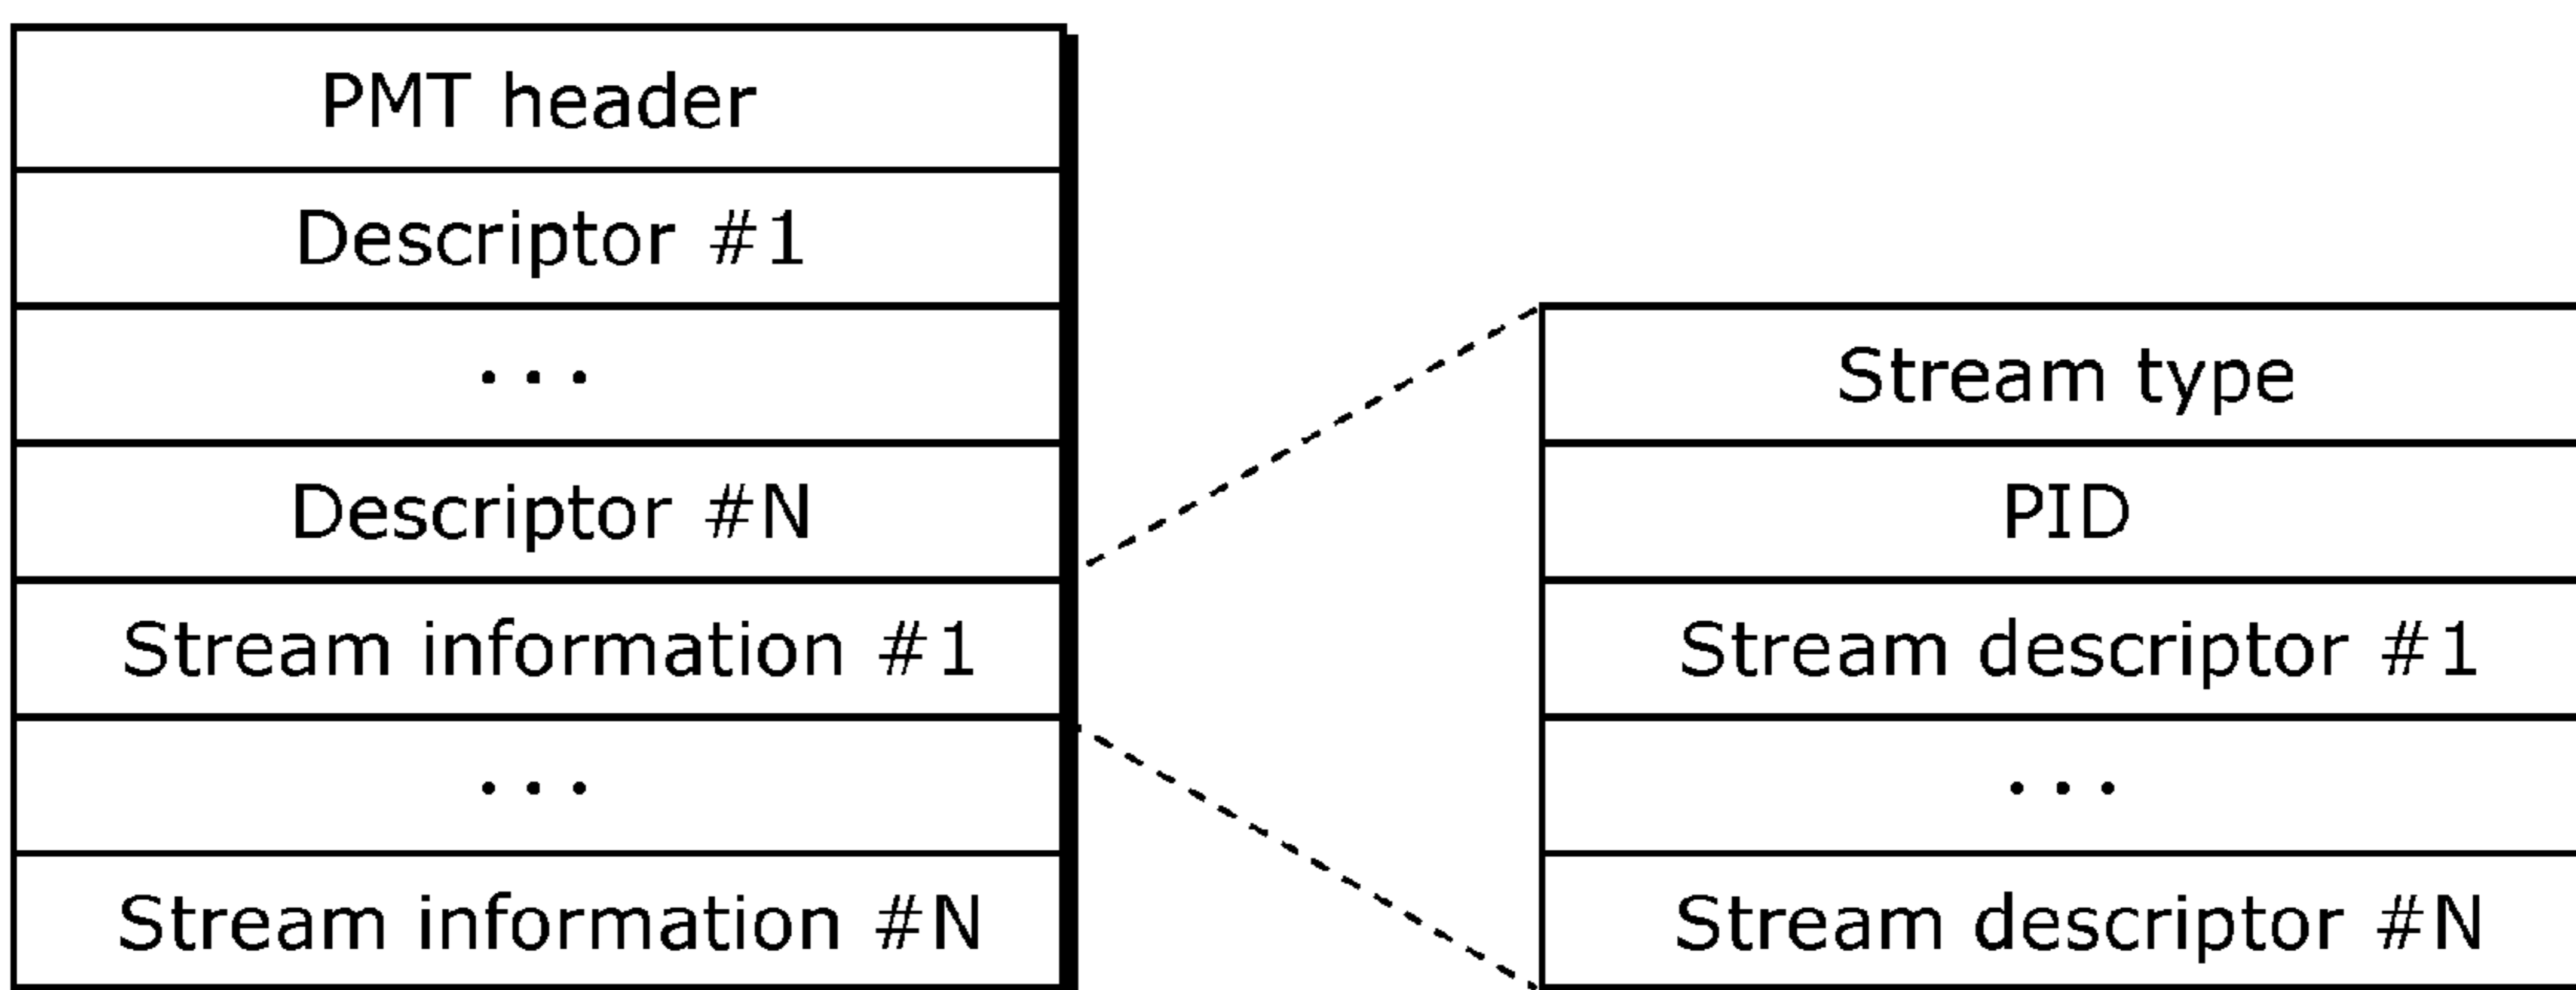 PMT header
Descriptor #1
...
Descriptor #N
Stream information #1
...
Stream information #N
Stream type
PID
Stream descriptor #1
...
Stream descriptor #N